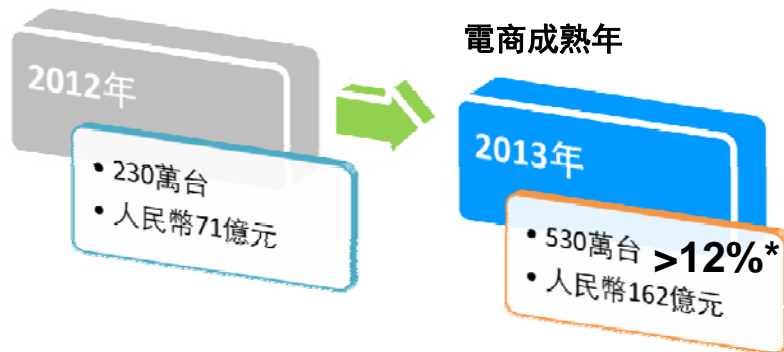 電商成熟年
2012年
• 230萬台
• 人民幣71億元
2013年
• 530萬台 >12%*
• 人民幣162億元